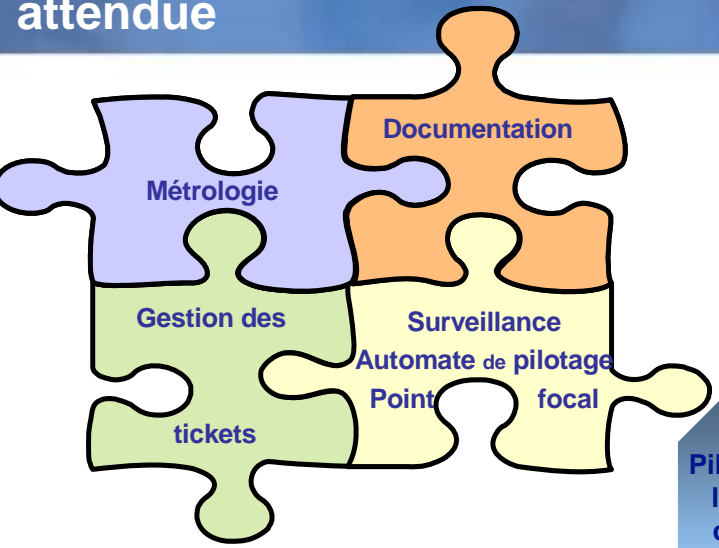 attendue
Documentation
Métrologie
Gestion des
tickets
Surveillance
Automate de pilotage
Point focal